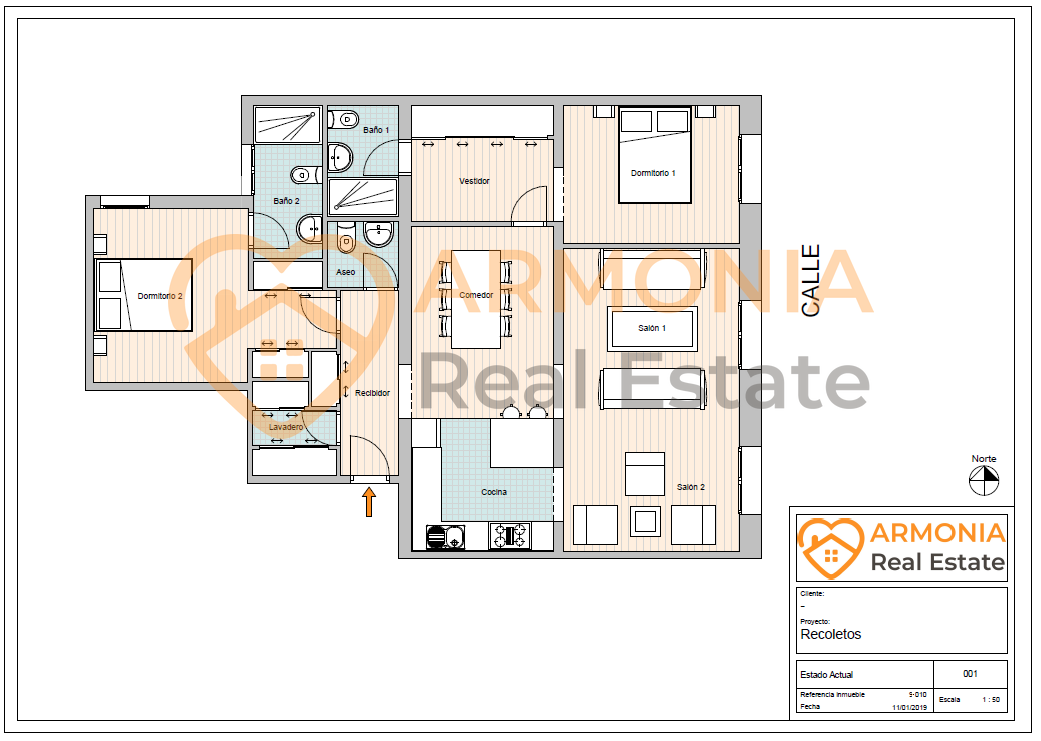 Baño 1
Vestidor
Dormitorio 1
Baño 2
Aseo
Dormitorio 2
Comedor
Salón 1
CALLE
ARMONIA
Real Estate
Recibidor
Lavadero
Cocina
Salón 2
Norte
ARMONIA
Real Estate
Cliente:
–
Proyecto:
Recoletos
Estado Actual 001
Referencia Inmueble 9-010
Fecha 11/01/2019
Escala 1 : 50